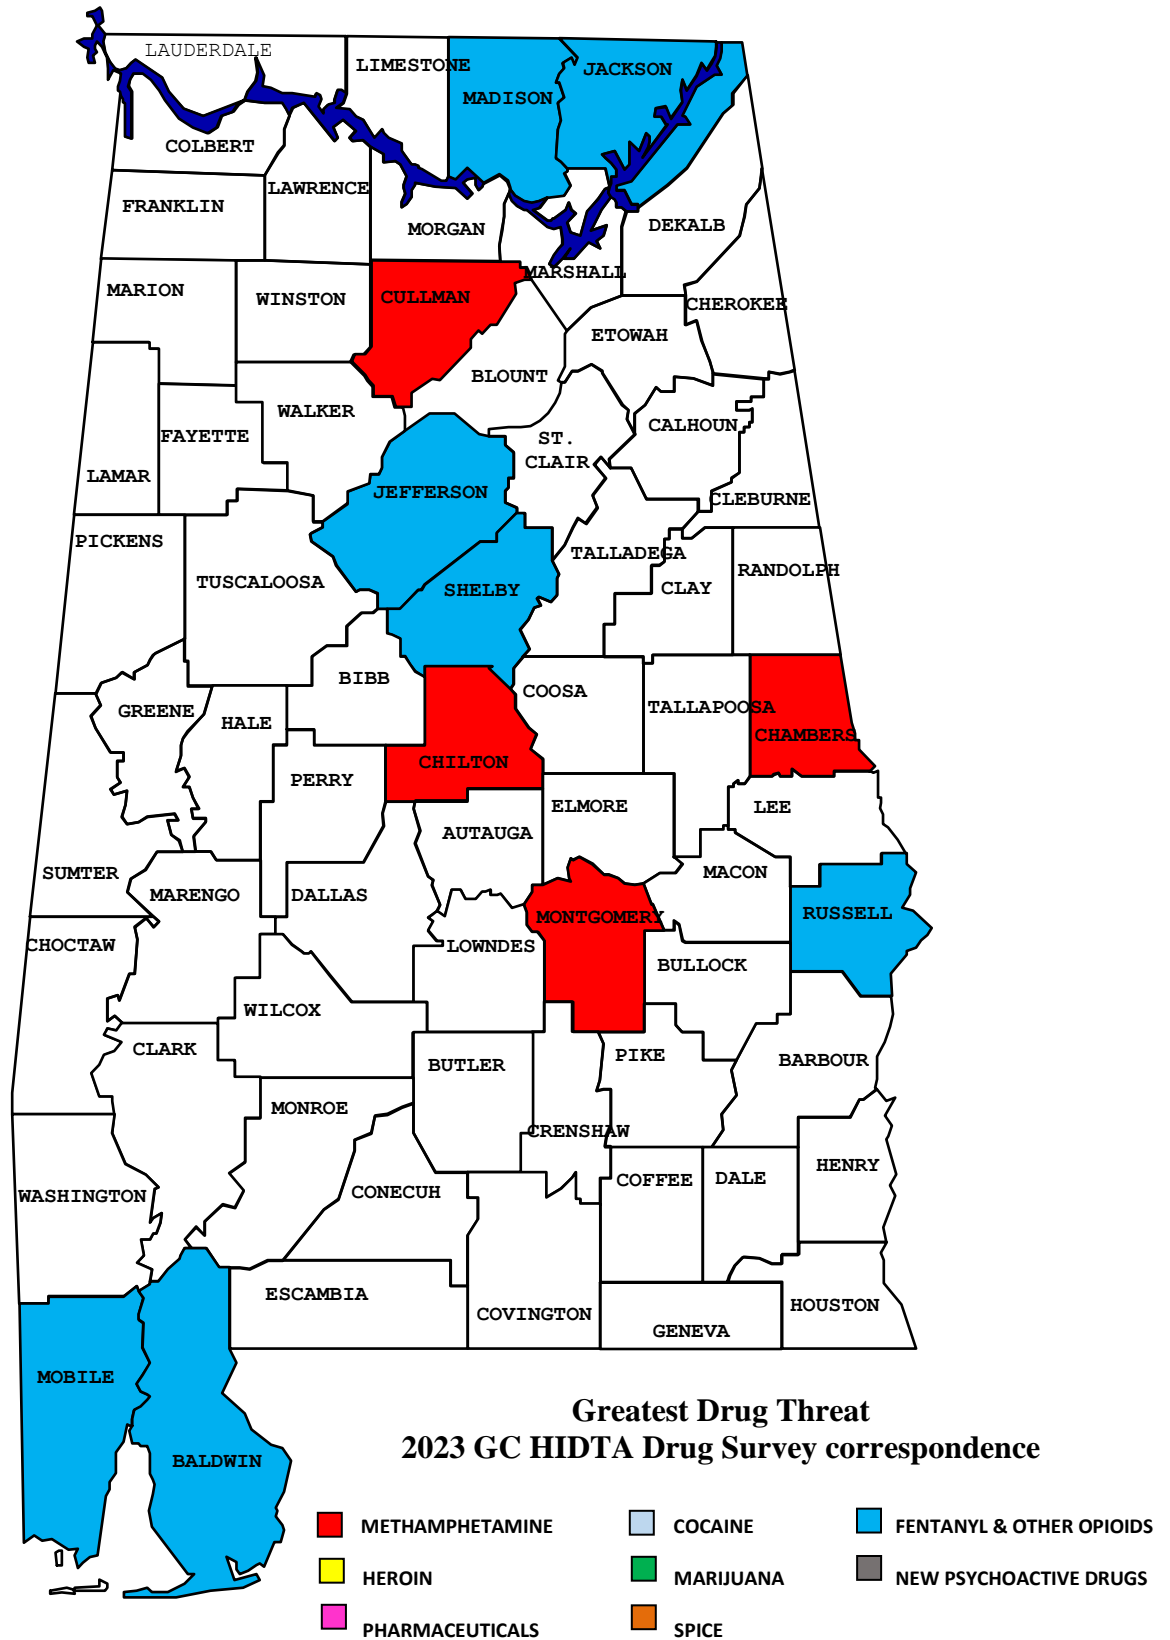 LAUDERDALE
LIMESTONE
MADISON
JACKSON
COLBERT
LAWRENCE
FRANKLIN
MORGAN
DEKALB
MARSHALL
MARION
WINSTON
CULLMAN
CHEROKEE
ETOWAH
BLOUNT
WALKER
FAYETTE
ST.
CLAIR
CALHOUN
LAMAR
JEFFERSON
CLEBURNE
PICKENS
TUSCALOOSA
TALLADEGA
RANDOLPH
SHELBY
CLAY
BIBB
COOSA
GREENE
HALE
TALLAPOOSA
CHAMBERS
CHILTON
PERRY
ELMORE
LEE
AUTAUGA
SUMTER
MARENGO
DALLAS
MACON
MONTGOMERY
RUSSELL
CHOCTAW
LOWNDES
BULLOCK
WILCOX
CLARK
BUTLER
PIKE
BARBOUR
MONROE
CRENSHAW
WASHINGTON
CONECUH
COFFEE
DALE
HENRY
ESCAMBIA
COVINGTON
GENEVA
HOUSTON
MOBILE
BALDWIN
Greatest Drug Threat
2023 GC HIDTA Drug Survey correspondence
METHAMPHETAMINE
COCAINE
FENTANYL & OTHER OPIOIDS
HEROIN
MARIJUANA
NEW PSYCHOACTIVE DRUGS
PHARMACEUTICALS
SPICE